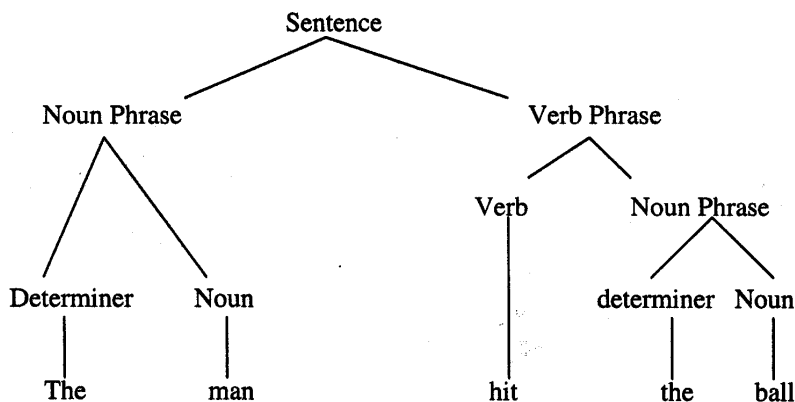 Sentence
Noun Phrase Verb Phrase
Verb Noun Phrase
Determiner Noun determiner Noun
The man hit the ball